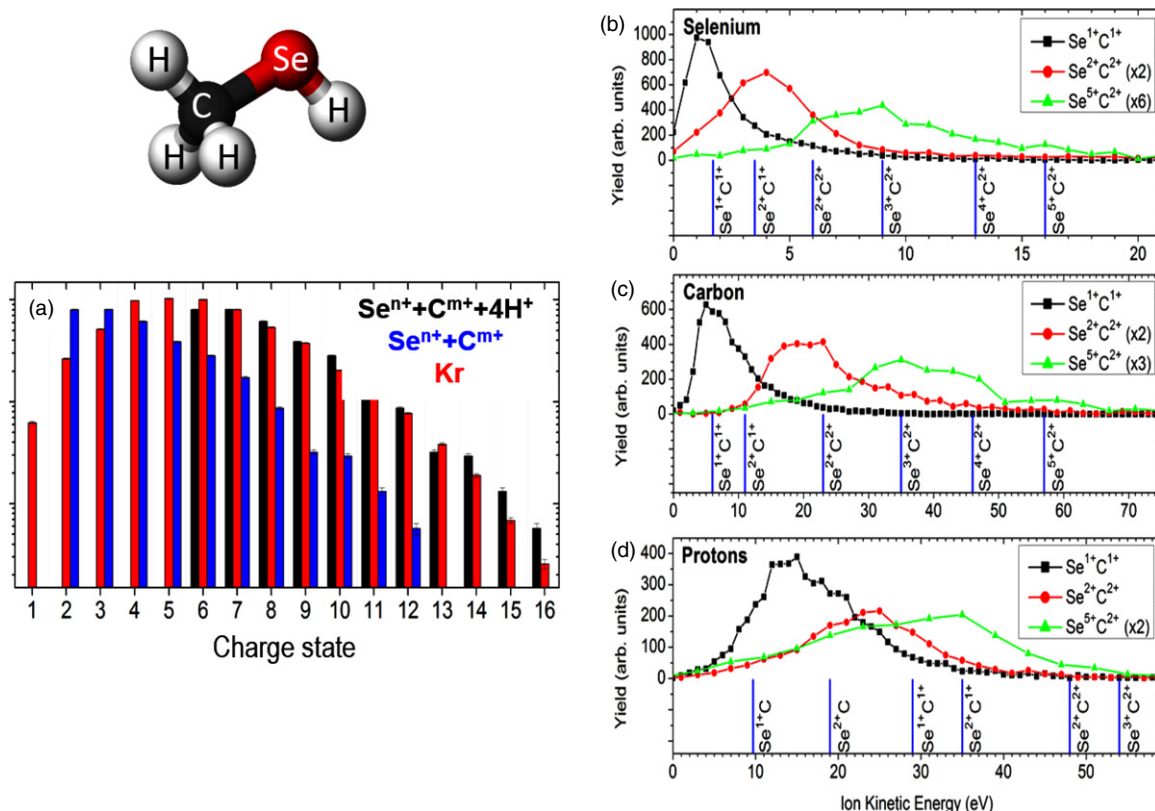 H
Se
C
H
H
H
(a)
Seⁿ⁺+Cᵐ⁺+4H⁺
Seⁿ⁺+Cᵐ⁺
Kr
1 2 3 4 5 6 7 8 9 10 11 12 13 14 15 16
Charge state
(b)
Selenium
Yield (arb. units)
1000
800
600
400
200
0
Se¹⁺C¹⁺
Se²⁺C²⁺ (x2)
Se⁵⁺C²⁺ (x6)
Se¹⁺C¹⁺
Se²⁺C¹⁺
Se²⁺C²⁺
Se³⁺C²⁺
Se⁴⁺C²⁺
Se⁵⁺C²⁺
0 5 10 15 20
(c)
Carbon
Yield (arb. units)
600
400
200
0
Se¹⁺C¹⁺
Se²⁺C²⁺ (x2)
Se⁵⁺C²⁺ (x3)
Se¹⁺C¹⁺
Se²⁺C¹⁺
Se²⁺C²⁺
Se³⁺C²⁺
Se⁴⁺C²⁺
Se⁵⁺C²⁺
0 10 20 30 40 50 60 70
(d)
Protons
Yield (arb. units)
400
300
200
100
0
Se¹⁺C¹⁺
Se²⁺C²⁺
Se⁵⁺C²⁺ (x2)
Se¹⁺C
Se²⁺C
Se¹⁺C¹⁺
Se²⁺C¹⁺
Se²⁺C²⁺
Se³⁺C²⁺
0 10 20 30 40 50
Ion Kinetic Energy (eV)